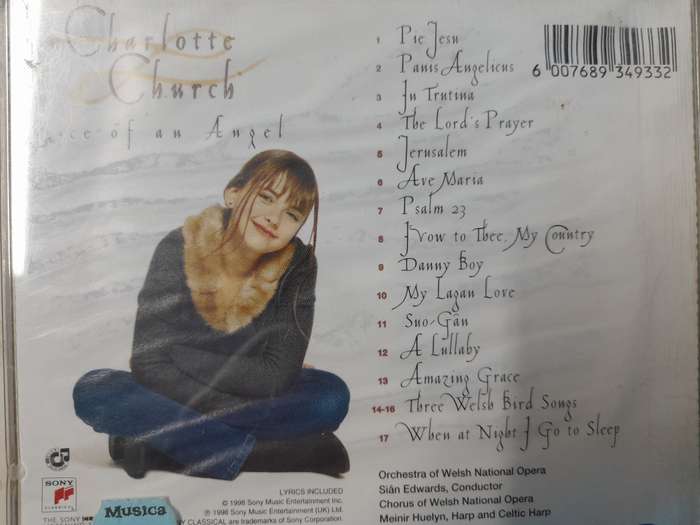 Charlotte
Church
of an Angel
1 Pie Jesu
2 Panis Angelicus
3 In Trutina
4 The Lord's Prayer
5 Jerusalem
6 Ave Maria
7 Psalm 23
8 I Vow to Thee, My Country
9 Danny Boy
10 My Lagan Love
11 Suo-Gân
12 A Lullaby
13 Amazing Grace
14-16 Three Welsh Bird Songs
17 When at Night I Go to Sleep
6 007689 349332
Orchestra of Welsh National Opera
Siân Edwards, Conductor
Chorus of Welsh National Opera
Meinir Heulyn, Harp and Celtic Harp
LYRICS INCLUDED
℗ 1998 Sony Music Entertainment Inc.
© 1998 Sony Music Entertainment (UK) Ltd.
CLASSICAL are trademarks of Sony Corporation.
SONY
CLASSICAL
THE SONY
Musica